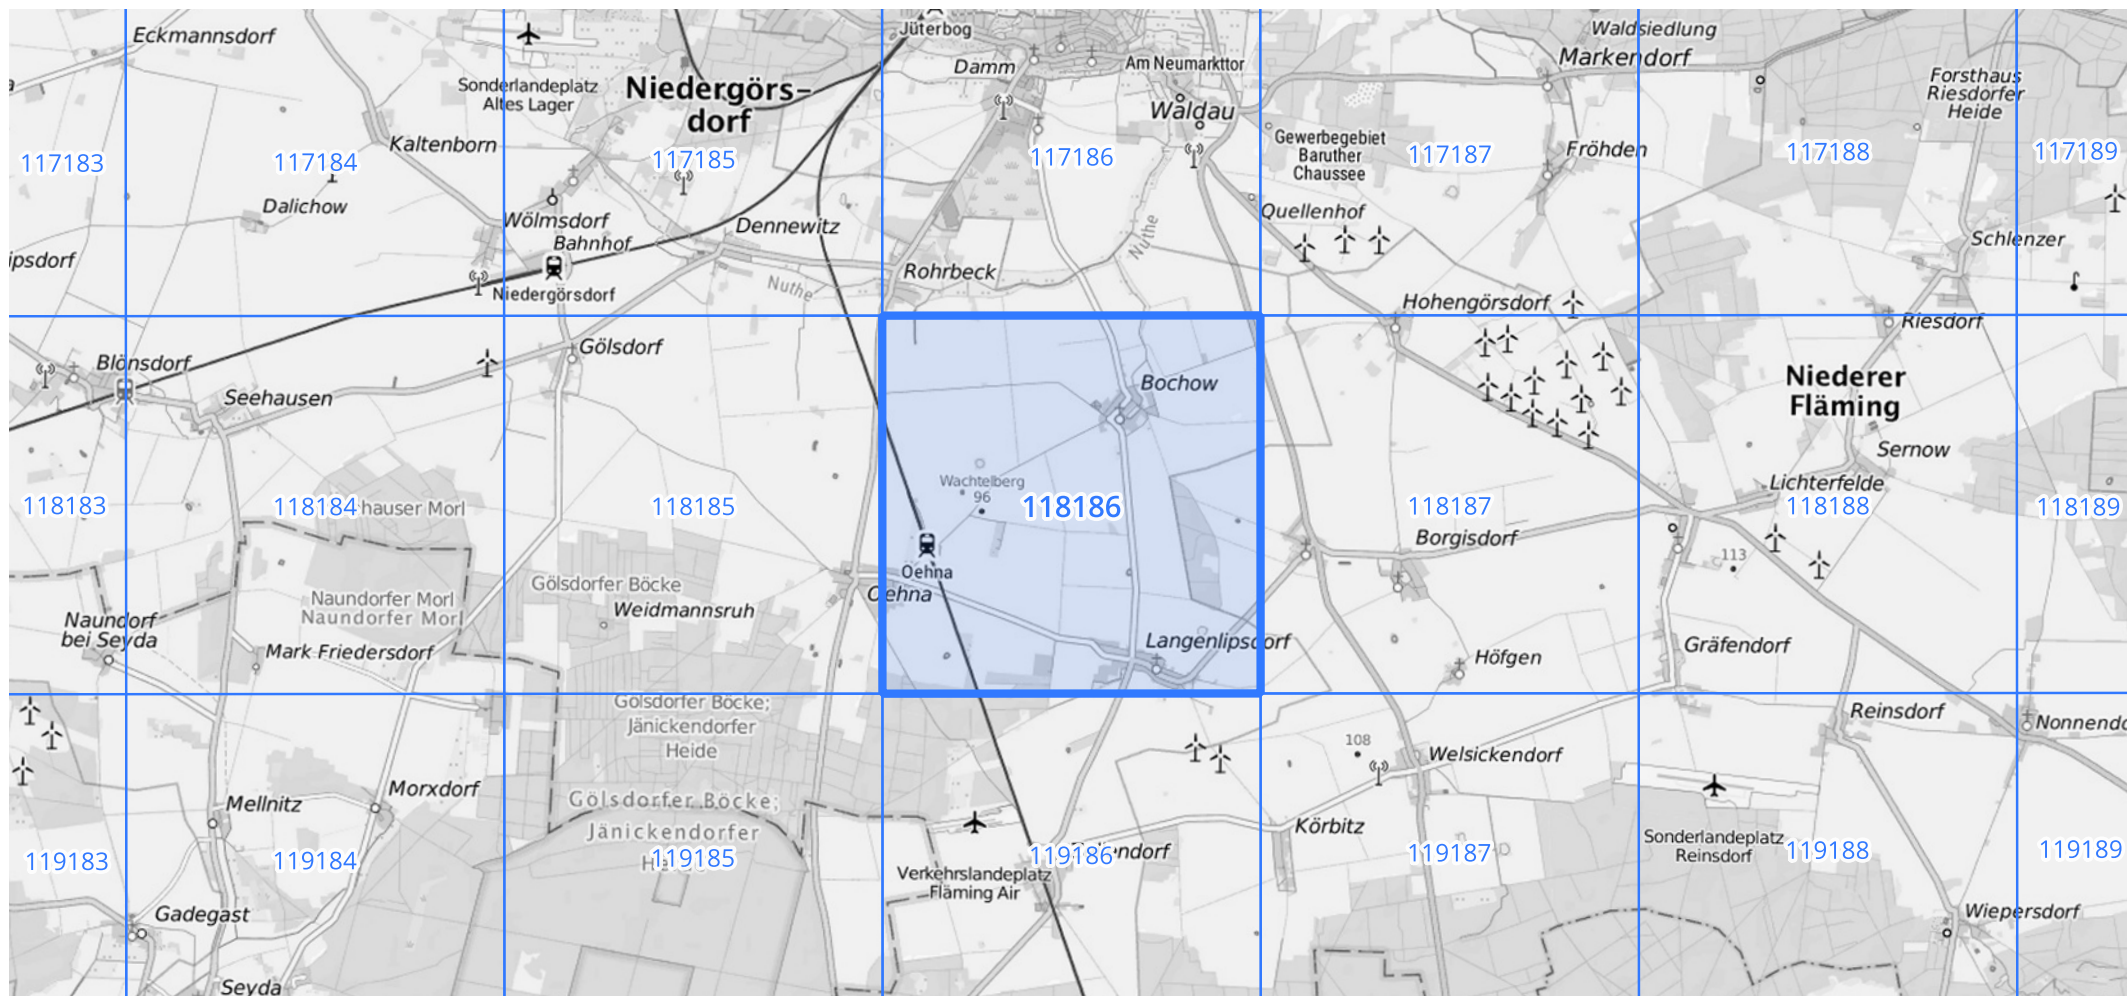 Eckmannsdorf
Sonderlandeplatz
Altes Lager
Niedergörs-
dorf
Jüterbog
Damm
Am Neumarkttor
Waldau
Waldsiedlung
Markendorf
Forsthaus
Riesdorfer
Heide
Kaltenborn
Gewerbegebiet
Baruther
Chaussee
Fröhden
117183
117184
117185
117186
117187
117188
117189
Dalichow
Wölmsdorf
Bahnhof
Dennewitz
Quellenhof
Nuthe
Schlenzer
ipsdorf
Niedergörsdorf
Nuthe
Rohrbeck
Hohengörsdorf
Riesdorf
Blönsdorf
Gölsdorf
Seehausen
Bochow
Niederer
Fläming
Sernow
Lichterfelde
Wachtelberg
96
118183
118184
hauser Morl
118185
118186
118187
118188
118189
Borgisdorf
113
Oehna
Oehna
Gölsdorfer Böcke
Weidmannsruh
Naundorfer Morl
Naundorfer Morl
Naundorf
bei Seyda
Mark Friedersdorf
Langenlipsdorf
Höfgen
Gräfendorf
Gölsdorfer Böcke;
Jänickendorfer
Heide
Reinsdorf
108
Welsickendorf
Morxdorf
Mellnitz
Gölsdorfer Böcke;
Jänickendorfer
Körbitz
Sonderlandeplatz
Reinsdorf
119183
119184
119185
119186
119187
119188
119189
Verkehrslandeplatz
Fläming Air
Gadegast
Wiepersdorf
Seyda